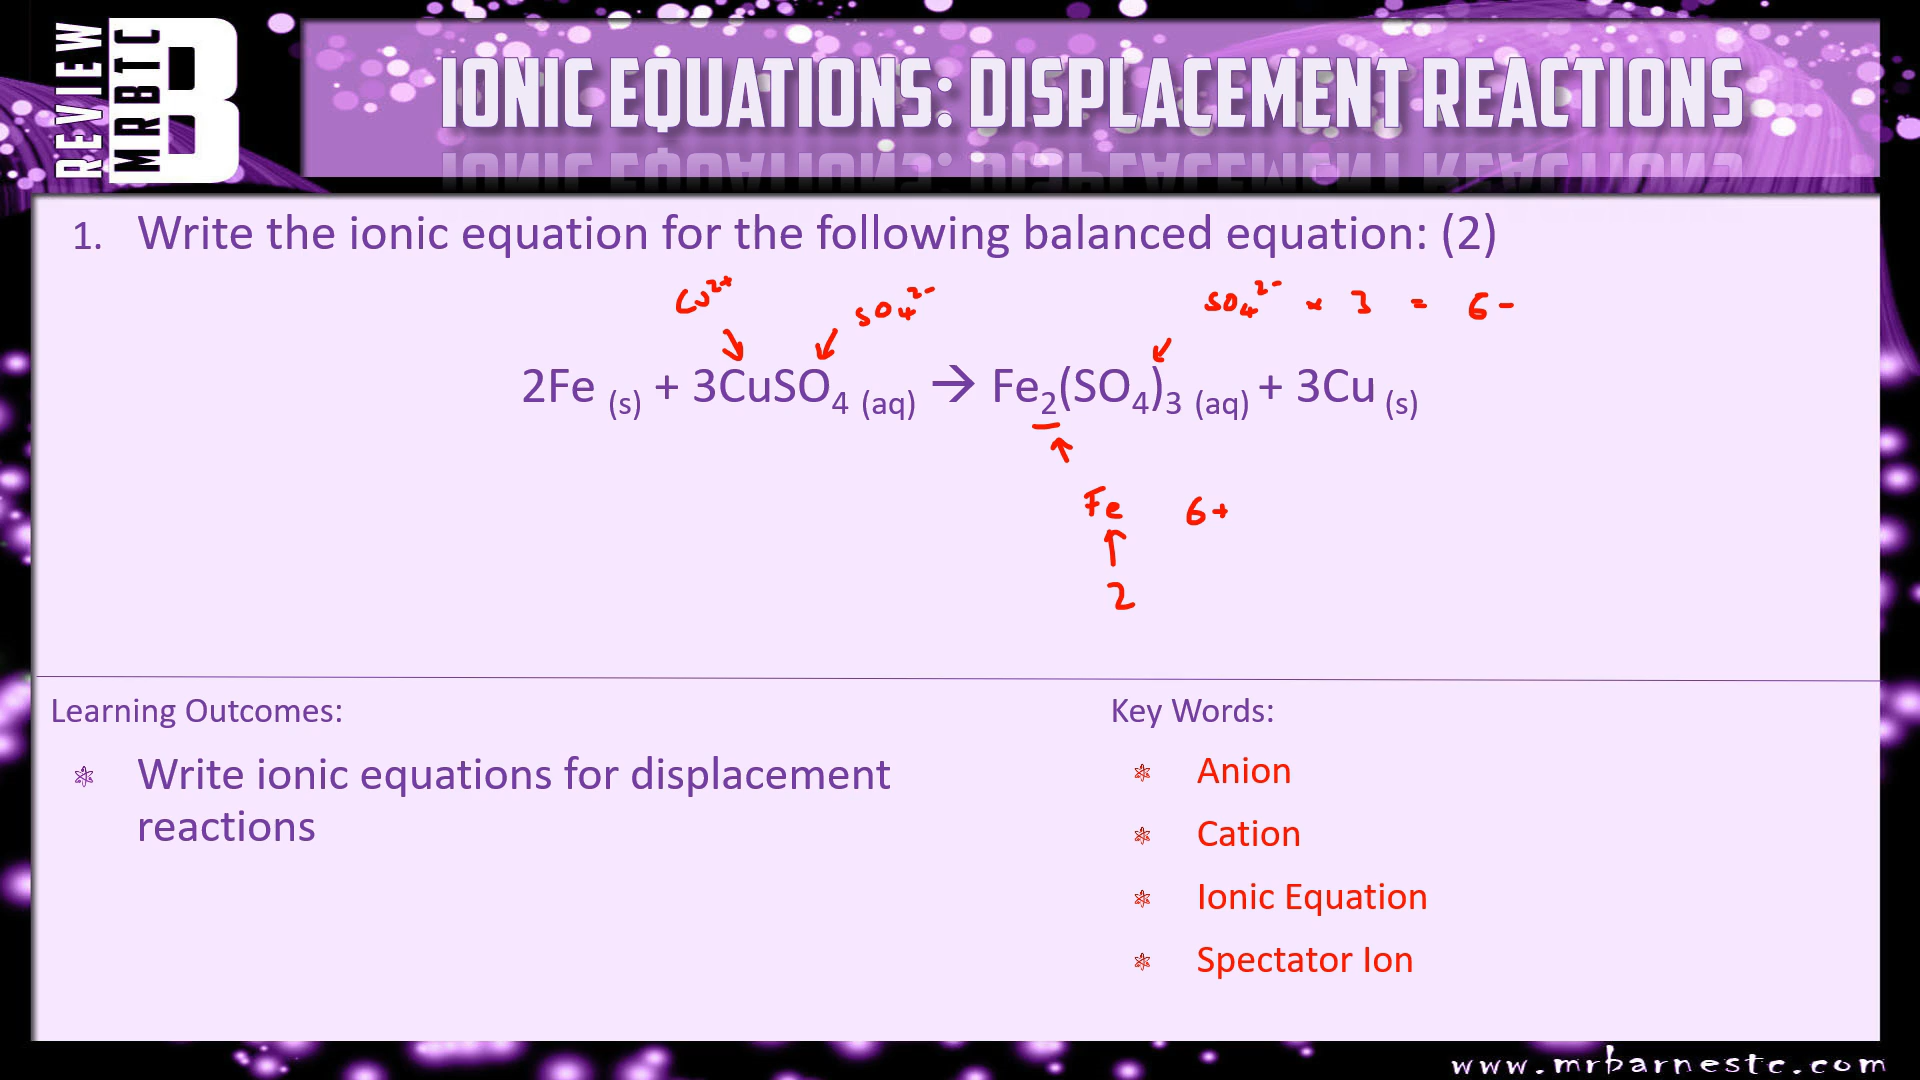 REVIEW
MRBTC
B
IONIC EQUATIONS: DISPLACEMENT REACTIONS
1. Write the ionic equation for the following balanced equation: (2)
Cu²⁺ SO₄²⁻ SO₄²⁻ × 3 = 6-
2Fe (s) + 3CuSO₄ (aq) → Fe₂(SO₄)₃ (aq) + 3Cu (s)
Fe 6+
2
Learning Outcomes:
Write ionic equations for displacement
reactions
Key Words:
Anion
Cation
Ionic Equation
Spectator Ion
www.mrbarnestc.com